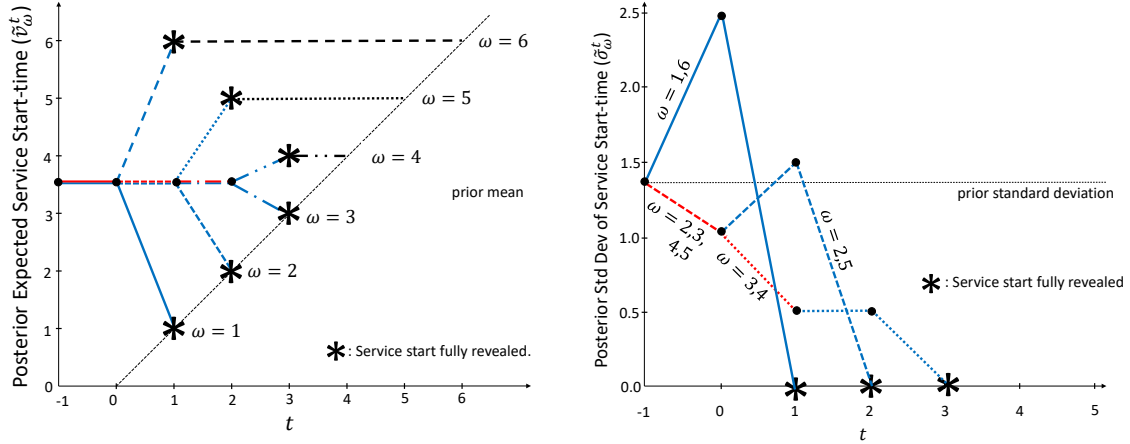 Posterior Expected Service Start-time (ṽ_ω^t)
6
5
4
3
2
1
0
-1
0
1
2
3
4
5
6
t
ω = 6
ω = 5
ω = 4
ω = 3
ω = 2
ω = 1
prior mean
* : Service start fully revealed.
Posterior Std Dev of Service Start-time (σ̃_ω^t)
2.5
2.0
1.5
1.0
0.5
0.0
-1
0
1
2
3
4
5
t
ω = 1,6
ω = 2,3,
4,5
ω = 3,4
ω = 2,5
prior standard deviation
* : Service start fully revealed